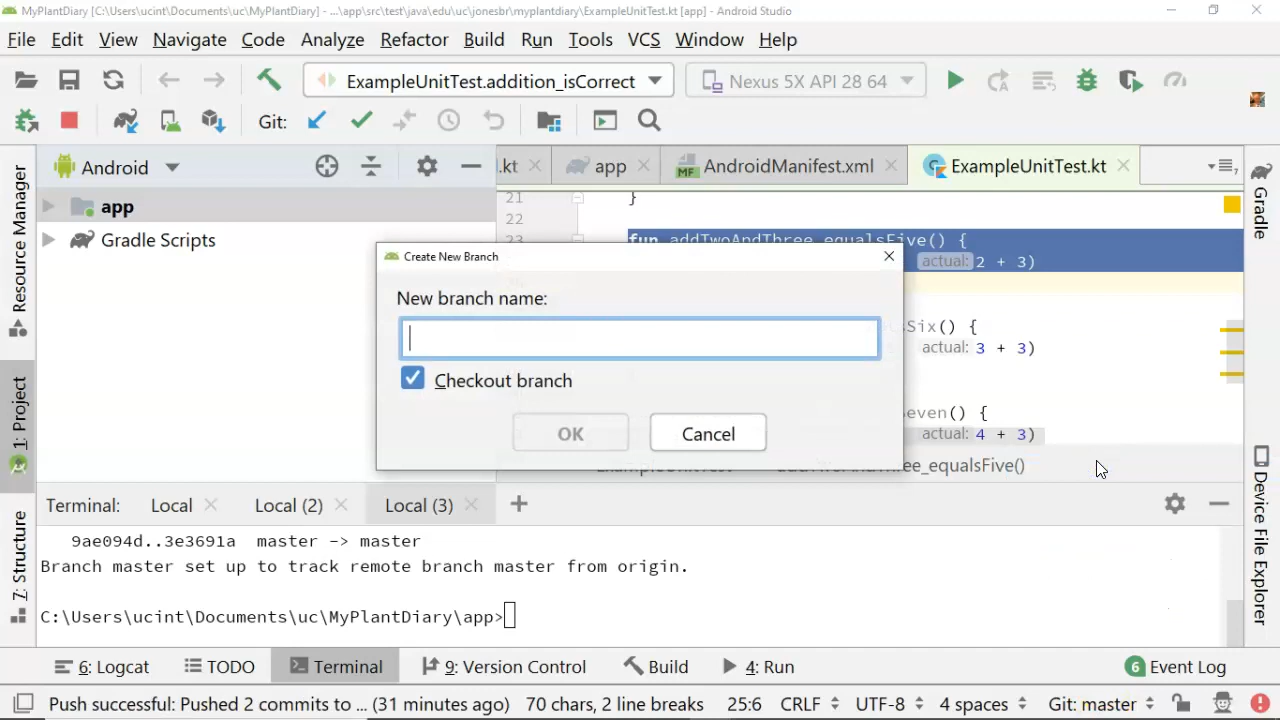 MyPlantDiary [C:\Users\ucint\Documents\uc\MyPlantDiary] - ...\app\src\test\java\edu\uc\jonesbr\myplantdiary\ExampleUnitTest.kt [app] - Android Studio
File Edit View Navigate Code Analyze Refactor Build Run Tools VCS Window Help
ExampleUnitTest.addition_isCorrect Nexus 5X API 28 64
Git:
Android .kt app AndroidManifest.xml ExampleUnitTest.kt
Resource Manager
1: Project
7: Structure
Gradle
Device File Explorer
app
Gradle Scripts
21 }
22
23 fun addTwoAndThree_equalsFive() {
actual: 2 + 3)
Six() {
actual: 3 + 3)
even() {
actual: 4 + 3)
Three_equalsFive()
Create New Branch
New branch name:
Checkout branch
OK Cancel
Terminal: Local Local (2) Local (3) +
9ae094d..3e3691a master -> master
Branch master set up to track remote branch master from origin.
C:\Users\ucint\Documents\uc\MyPlantDiary\app>
6: Logcat TODO Terminal 9: Version Control Build 4: Run 6 Event Log
Push successful: Pushed 2 commits to ... (31 minutes ago) 70 chars, 2 line breaks 25:6 CRLF UTF-8 4 spaces Git: master